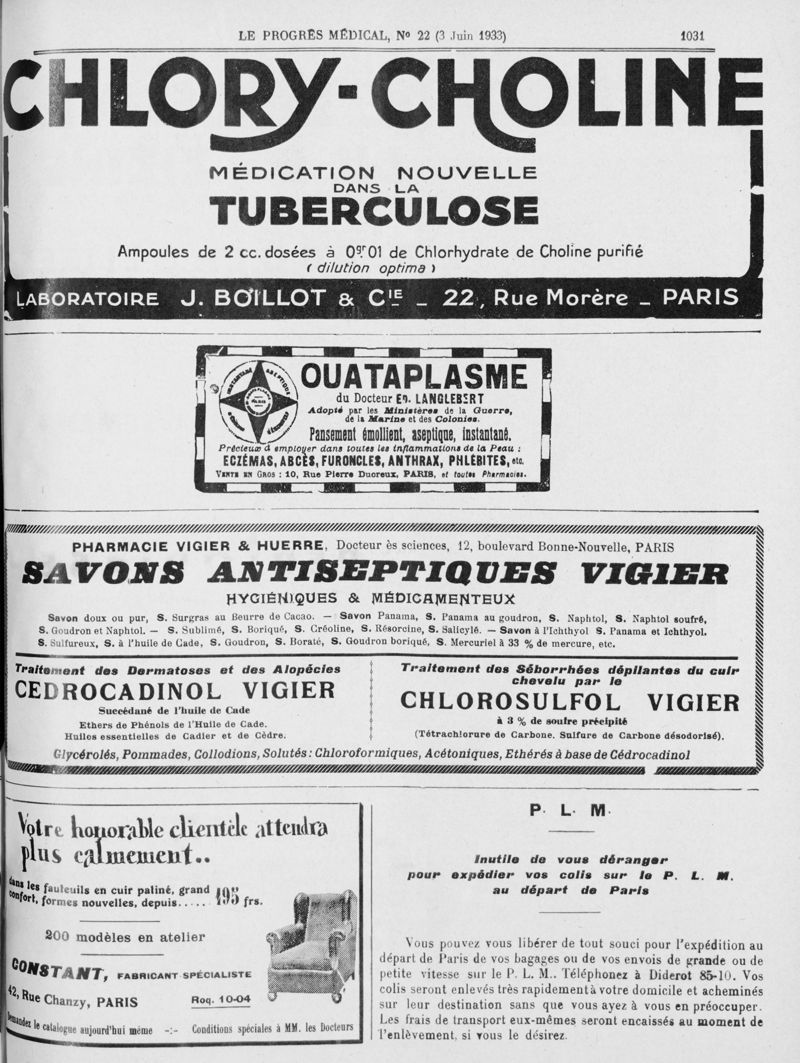 LE PROGRÈS MÉDICAL, No 22 (3 Juin 1933) 1031
CHLORY-CHOLINE
MÉDICATION NOUVELLE
DANS LA
TUBERCULOSE
Ampoules de 2 cc. dosées à 0gr01 de Chlorhydrate de Choline purifié
(dilution optima)
LABORATOIRE J. BOILLOT & CIE _ 22, Rue Morère _ PARIS
OUATAPLASME
du Docteur ED. LANGLEBERT
Adopté par les Ministères de la Guerre,
de la Marine et des Colonies.
Pansement émollient, aseptique, instantané.
Précieux à employer dans toutes les inflammations de la Peau :
ECZÉMAS, ABCÈS, FURONCLES, ANTHRAX, PHLÉBITES, etc.
VENTE EN GROS : 10, Rue Pierre Ducreux, PARIS, et toutes Pharmacies.
PHARMACIE VIGIER & HUERRE, Docteur ès sciences, 12, boulevard Bonne-Nouvelle, PARIS
SAVONS ANTISEPTIQUES VIGIER
HYGIÉNIQUES & MÉDICAMENTEUX
Savon doux ou pur, S. Surgras au Beurre de Cacao. — Savon Panama, S. Panama au goudron, S. Naphtol, S. Naphtol soufré,
S. Goudron et Naphtol. — S. Sublimé, S. Boriqué, S. Créoline, S. Résorcine, S. Salicylé. — Savon à l'Ichthyol S. Panama et Ichthyol,
S. Sulfureux, S. à l'huile de Cade, S. Goudron, S. Boraté, S. Goudron boriqué, S. Mercuriel à 33 % de mercure, etc.
Traitement des Dermatoses et des Alopécies
CEDROCADINOL VIGIER
Succédané de l'huile de Cade
Ethers de Phénols de l'Huile de Cade.
Huiles essentielles de Cadier et de Cèdre.
Traitement des Séborrhées dépilantes du cuir
chevelu par le
CHLOROSULFOL VIGIER
à 3 % de soufre précipité
(Tétrachlorure de Carbone. Sulfure de Carbone désodorisé).
Glycérolés, Pommades, Collodions, Solutés : Chloroformiques, Acétoniques, Ethérés à base de Cédrocadinol
Votre honorable clientèle attendra
plus calmement..
dans les fauteuils en cuir patiné, grand
confort, formes nouvelles, depuis..... 195 frs.
200 modèles en atelier
CONSTANT, FABRICANT SPÉCIALISTE
42, Rue Chanzy, PARIS Roq. 10-04
Demandez le catalogue aujourd'hui même -:- Conditions spéciales à MM. les Docteurs
P. L. M.
Inutile de vous déranger
pour expédier vos colis sur le P. L. M.
au départ de Paris
Vous pouvez vous libérer de tout souci pour l'expédition au
départ de Paris de vos bagages ou de vos envois de grande ou de
petite vitesse sur le P. L. M.. Téléphonez à Diderot 85-10. Vos
colis seront enlevés très rapidement à votre domicile et acheminés
sur leur destination sans que vous ayez à vous en préoccuper.
Les frais de transport eux-mêmes seront encaissés au moment de
l'enlèvement, si vous le désirez.